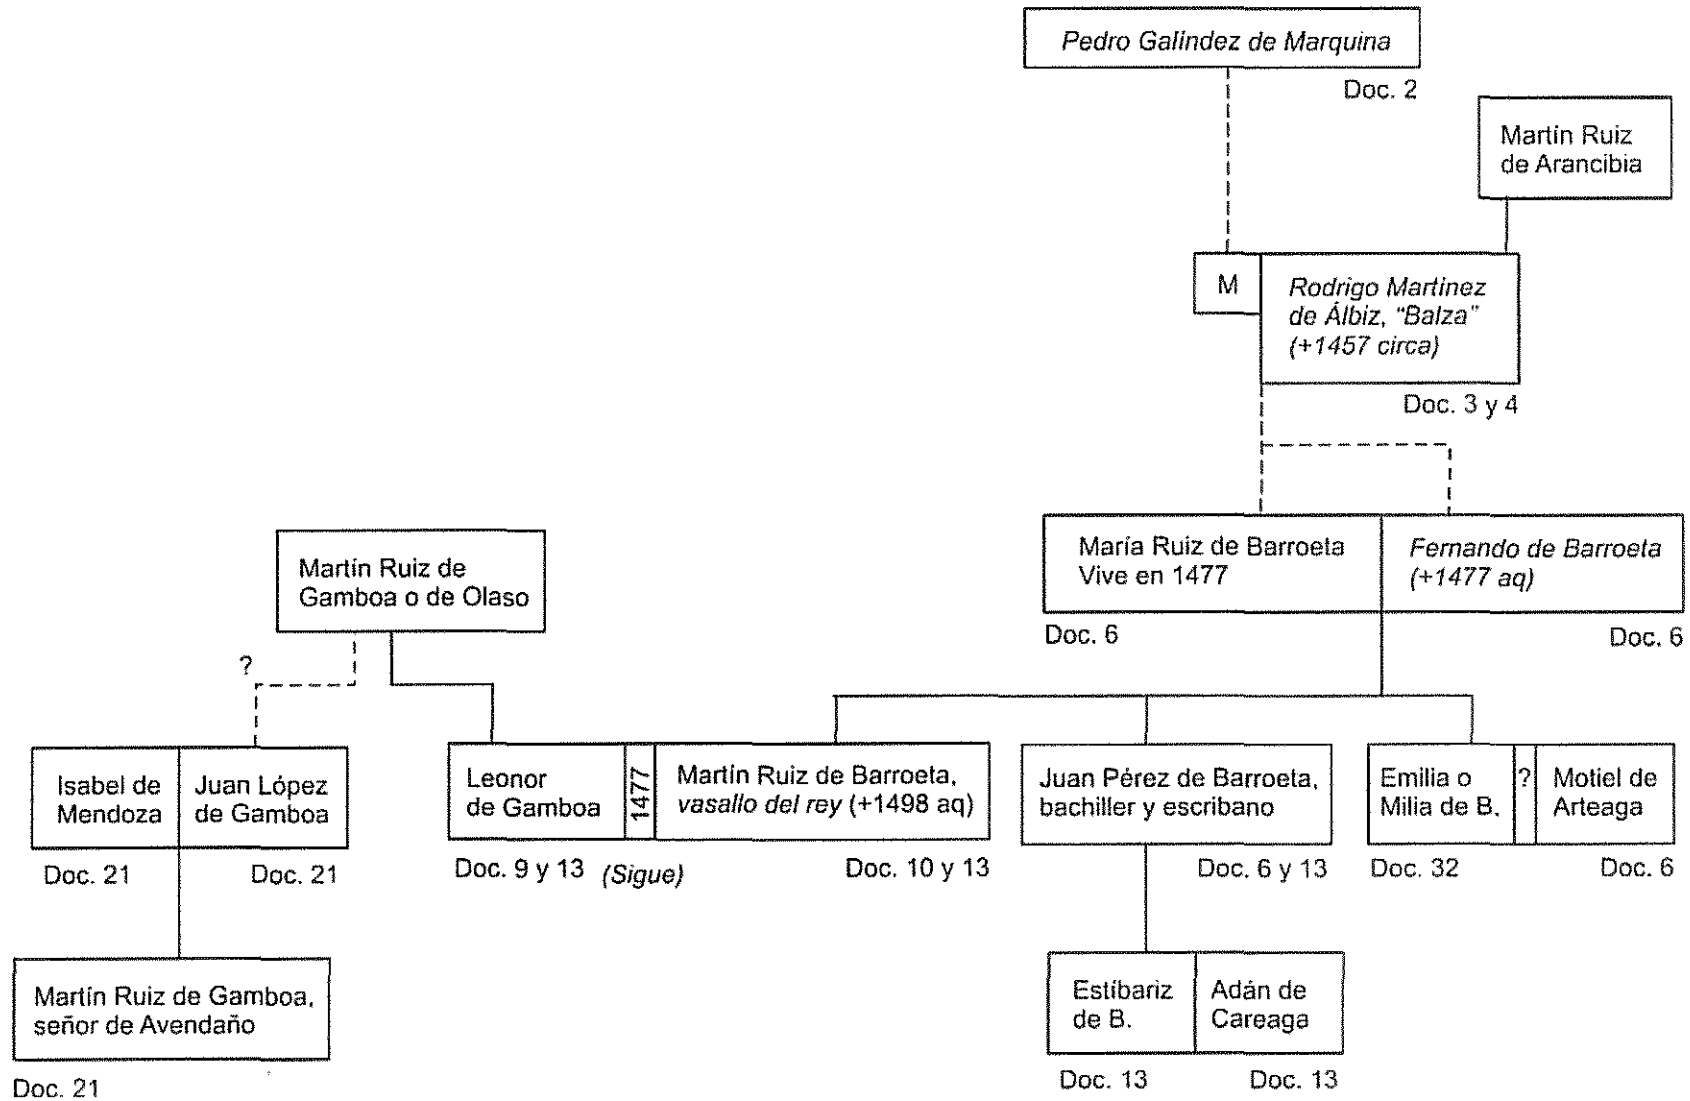 Pedro Galíndez de Marquina
Doc. 2
Martín Ruiz
de Arancibia
M
Rodrigo Martinez
de Álbiz, "Balza"
(+1457 circa)
Doc. 3 y 4
María Ruiz de Barroeta
Vive en 1477
Doc. 6
Fernando de Barroeta
(+1477 aq)
Doc. 6
Martín Ruiz de
Gamboa o de Olaso
?
Isabel de
Mendoza
Doc. 21
Juan López
de Gamboa
Doc. 21
Leonor
de Gamboa
Doc. 9 y 13
(Sigue)
1477
Martín Ruiz de Barroeta,
vasallo del rey (+1498 aq)
Doc. 10 y 13
Juan Pérez de Barroeta,
bachiller y escribano
Doc. 6 y 13
Emilia o
Milia de B.
Doc. 32
?
Motiel de
Arteaga
Doc. 6
Martín Ruiz de Gamboa,
señor de Avendaño
Doc. 21
Estíbariz
de B.
Doc. 13
Adán de
Careaga
Doc. 13